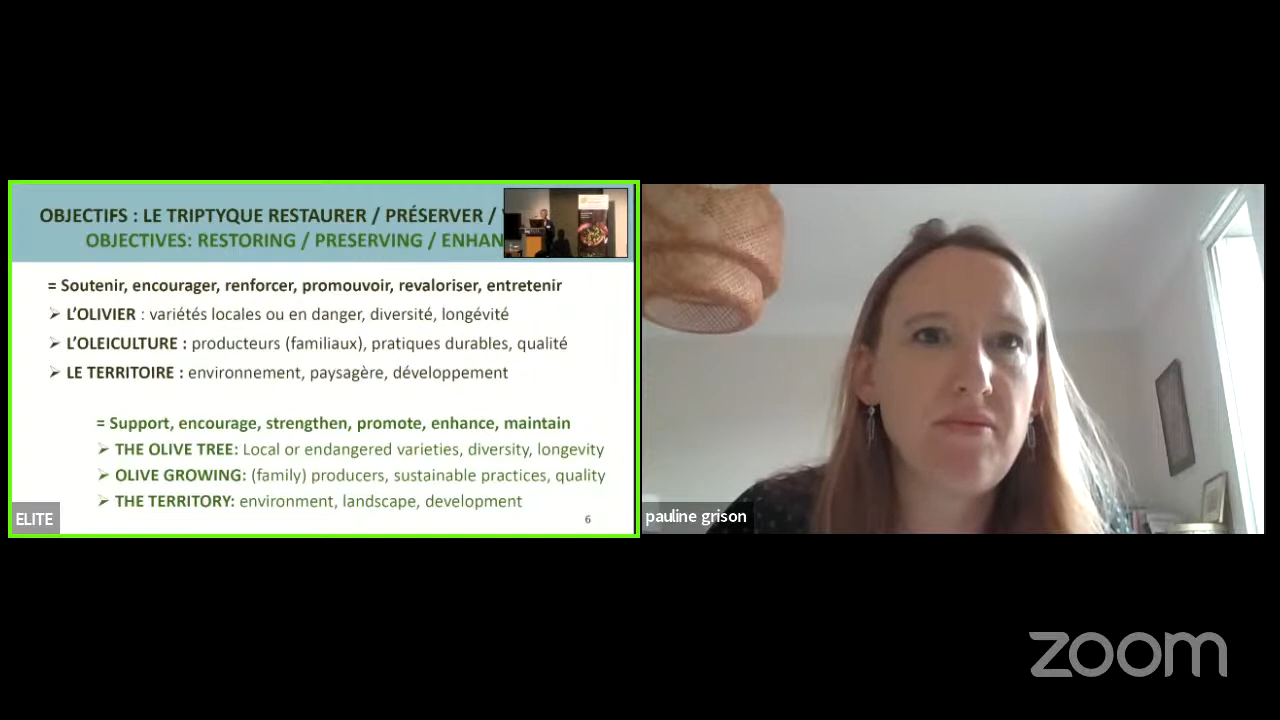 OBJECTIFS : LE TRIPTYQUE RESTAURER / PRÉSERVER /
OBJECTIVES: RESTORING / PRESERVING / ENHAN
= Soutenir, encourager, renforcer, promouvoir, revaloriser, entretenir
➢ L'OLIVIER : variétés locales ou en danger, diversité, longévité
➢ L'OLEICULTURE : producteurs (familiaux), pratiques durables, qualité
➢ LE TERRITOIRE : environnement, paysagère, développement
= Support, encourage, strengthen, promote, enhance, maintain
➢ THE OLIVE TREE: Local or endangered varieties, diversity, longevity
➢ OLIVE GROWING: (family) producers, sustainable practices, quality
➢ THE TERRITORY: environment, landscape, development
6
ELITE
pauline grison
zoom